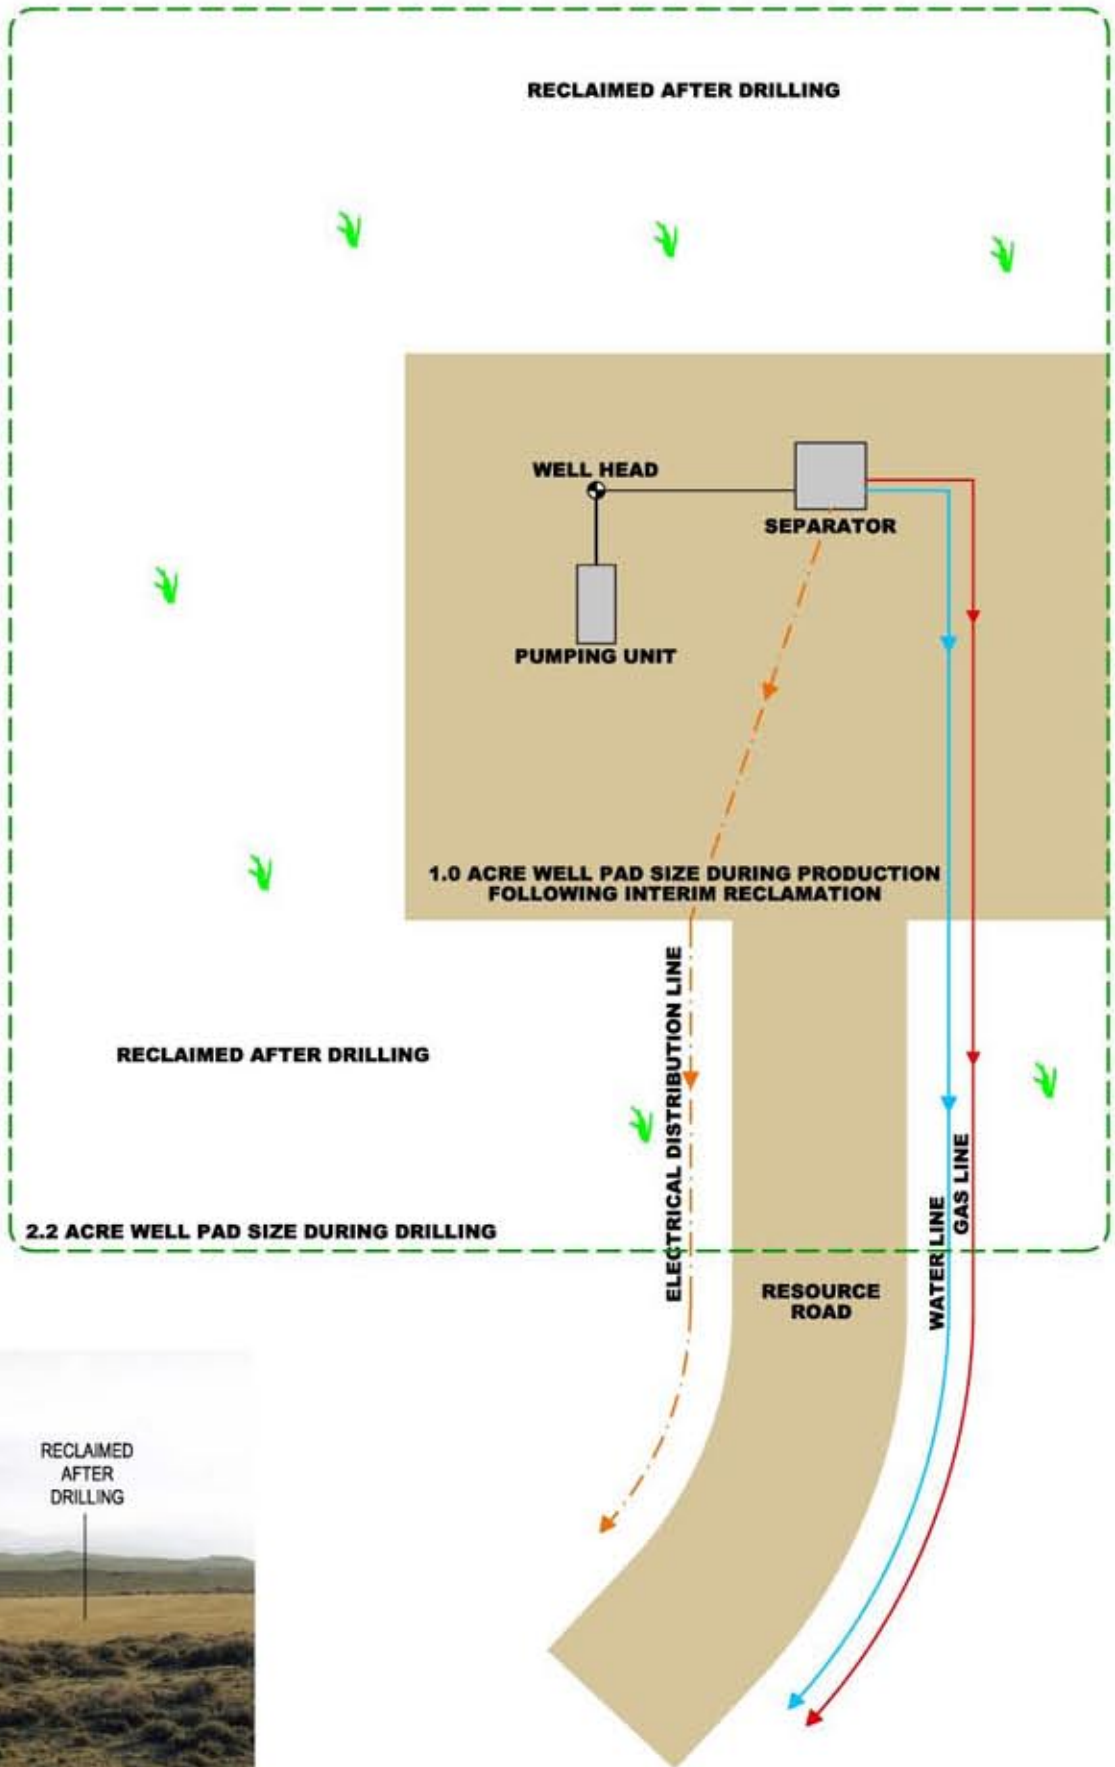 RECLAIMED AFTER DRILLING
WELL HEAD
SEPARATOR
PUMPING UNIT
1.0 ACRE WELL PAD SIZE DURING PRODUCTION
FOLLOWING INTERIM RECLAMATION
ELECTRICAL DISTRIBUTION LINE
RECLAIMED AFTER DRILLING
GAS LINE
WATER LINE
2.2 ACRE WELL PAD SIZE DURING DRILLING
RESOURCE
ROAD
RECLAIMED
AFTER
DRILLING